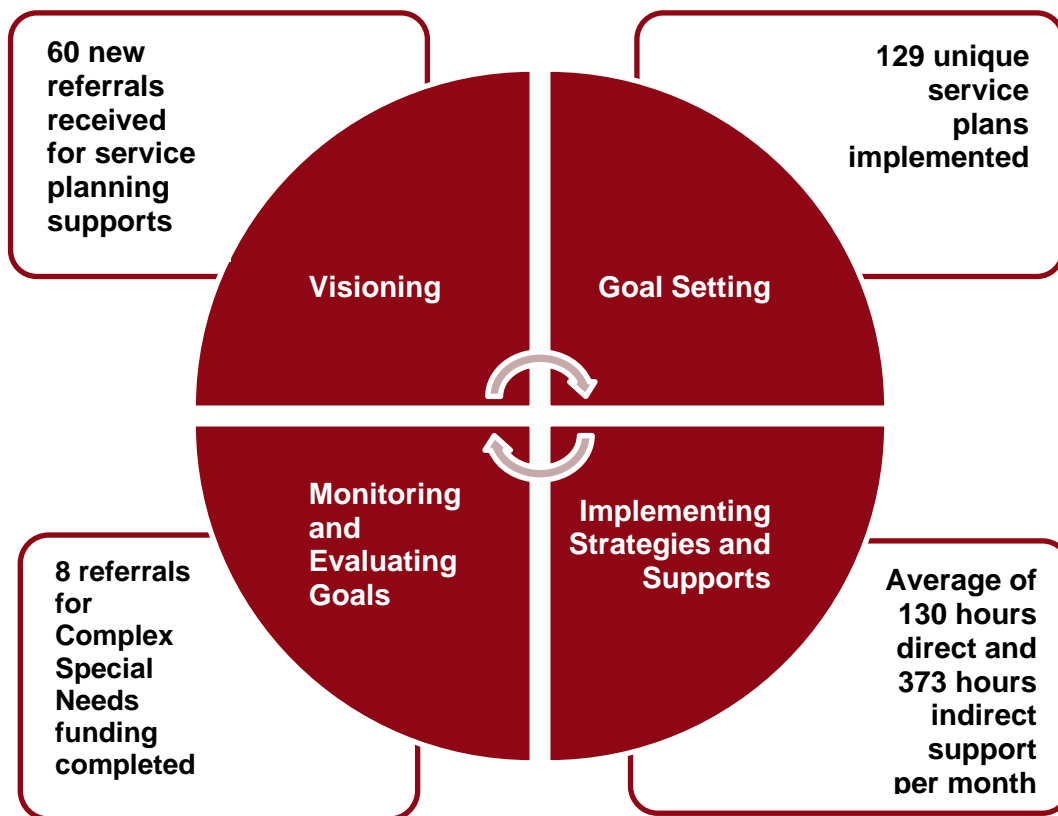 60 new
referrals
received
for service
planning
supports
129 unique
service
plans
implemented
Visioning
Goal Setting
Monitoring
and
Evaluating
Goals
Implementing
Strategies and
Supports
8 referrals
for
Complex
Special
Needs
funding
completed
Average of
130 hours
direct and
373 hours
indirect
support
per month